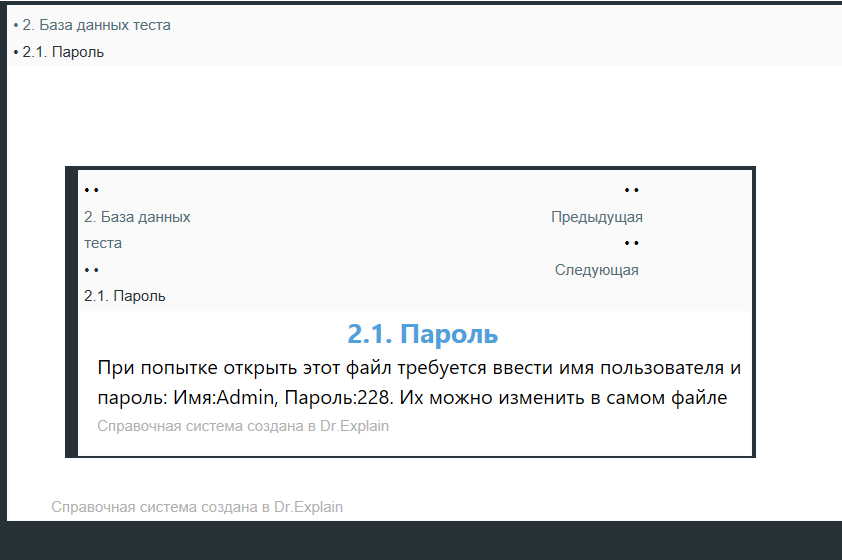 • 2. База данных теста
• 2.1. Пароль
• •
• •
2. База данных
Предыдущая
теста
• •
• •
Следующая
2.1. Пароль
2.1. Пароль
При попытке открыть этот файл требуется ввести имя пользователя и
пароль: Имя:Admin, Пароль:228. Их можно изменить в самом файле
Справочная система создана в Dr.Explain
Справочная система создана в Dr.Explain